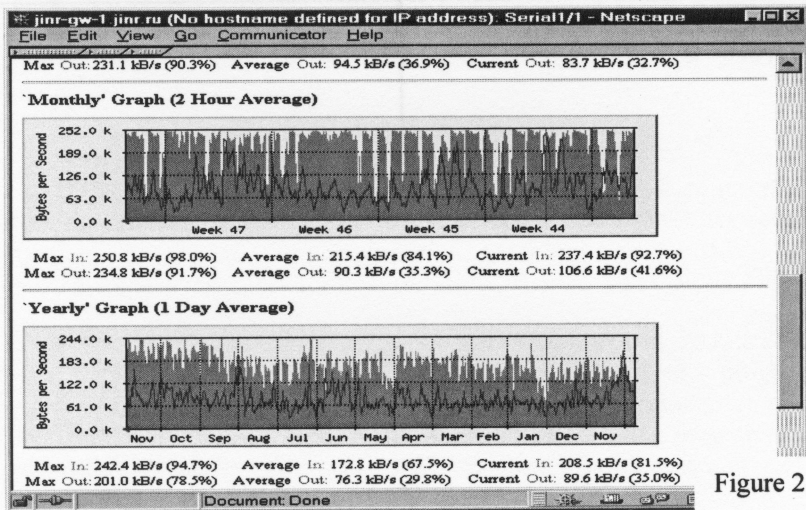 jinr-gw-1.jinr.ru (No hostname defined for IP address): Serial1/1 - Netscape
File Edit View Go Communicator Help
Max Out: 231.1 kB/s (90.3%) Average Out: 94.5 kB/s (36.9%) Current Out: 83.7 kB/s (32.7%)
`Monthly' Graph (2 Hour Average)
Bytes per Second
252.0 k
189.0 k
126.0 k
63.0 k
0.0 k
Week 47 Week 46 Week 45 Week 44
Max In: 250.8 kB/s (98.0%) Average In: 215.4 kB/s (84.1%) Current In: 237.4 kB/s (92.7%)
Max Out: 234.8 kB/s (91.7%) Average Out: 90.3 kB/s (35.3%) Current Out: 106.6 kB/s (41.6%)
`Yearly' Graph (1 Day Average)
Bytes per Second
244.0 k
183.0 k
122.0 k
61.0 k
0.0 k
Nov Oct Sep Aug Jul Jun May Apr Mar Feb Jan Dec Nov
Max In: 242.4 kB/s (94.7%) Average In: 172.8 kB/s (67.5%) Current In: 208.5 kB/s (81.5%)
Max Out: 201.0 kB/s (78.5%) Average Out: 76.3 kB/s (29.8%) Current Out: 89.6 kB/s (35.0%)
Document: Done
Figure 2